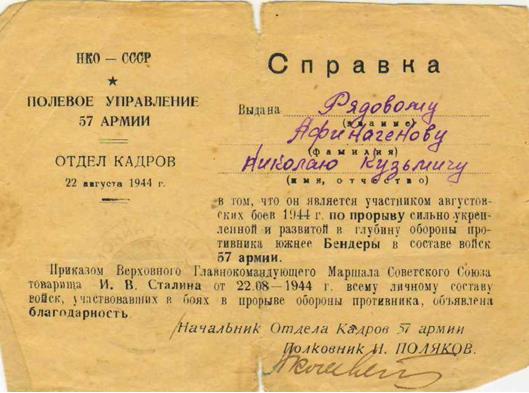 НКО — СССР
★
ПОЛЕВОЕ УПРАВЛЕНИЕ
57 АРМИИ
ОТДЕЛ КАДРОВ
22 августа 1944 г.
Справка
Выдана Рядовому
(звание)
Афинагенову
(фамилия)
Николаю Кузьмичу
(имя, отчество)
в том, что он является участником августов-
ских боев 1944 г. по прорыву сильно укреп-
ленной и развитой в глубину обороны про-
тивника южнее Бендеры в составе войск
57 армии.
Приказом Верховного Главнокомандующего Маршала Советского Союза
товарища И. В. Сталина от 22.08—1944 г. всему личному составу
войск, участвовавших в боях в прорыве обороны противника, объявлена
благодарность.
Начальник Отдела Кадров 57 армии
Полковник Н. ПОЛЯКОВ.